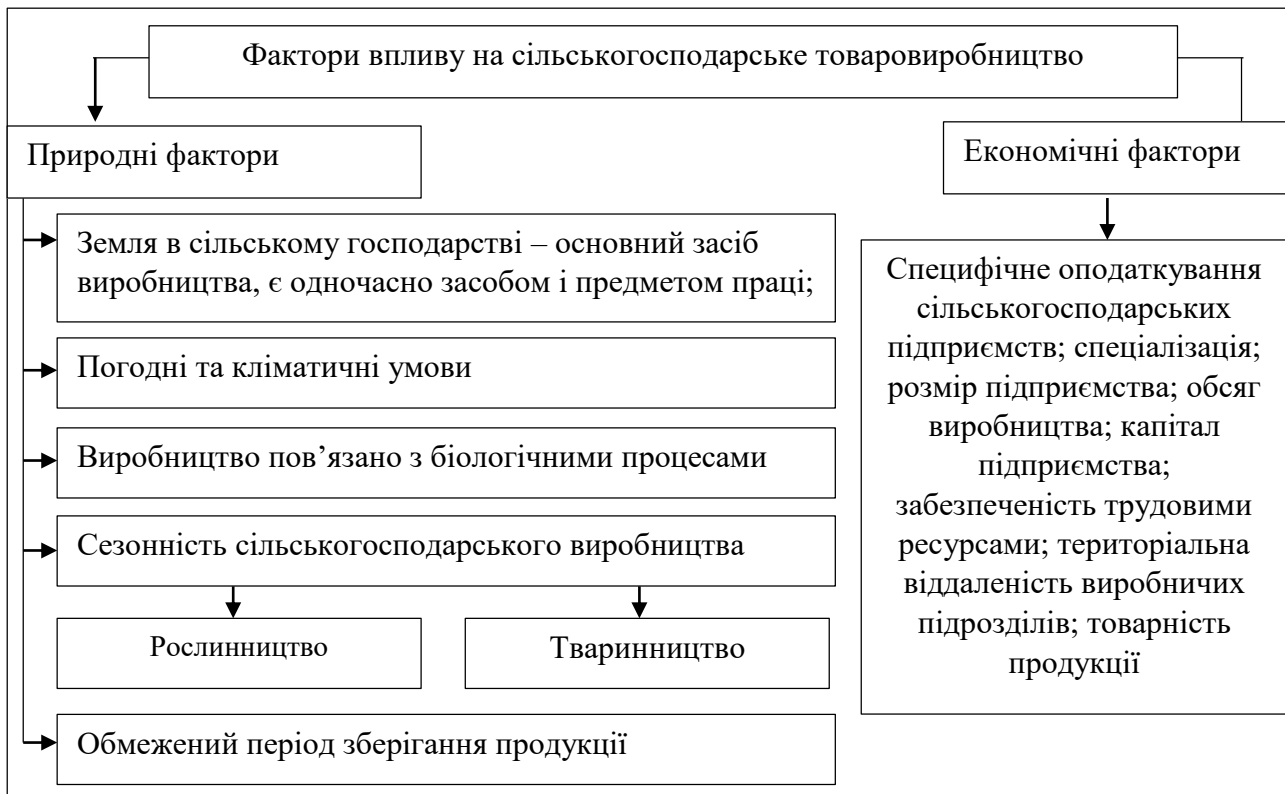 Фактори впливу на сільськогосподарське товаровиробництво
Природні фактори
Економічні фактори
Земля в сільському господарстві – основний засіб
виробництва, є одночасно засобом і предметом праці;
Погодні та кліматичні умови
Виробництво пов’язано з біологічними процесами
Сезонність сільськогосподарського виробництва
Рослинництво
Тваринництво
Обмежений період зберігання продукції
Специфічне оподаткування
сільськогосподарських
підприємств; спеціалізація;
розмір підприємства; обсяг
виробництва; капітал
підприємства;
забезпеченість трудовими
ресурсами; територіальна
віддаленість виробничих
підрозділів; товарність
продукції